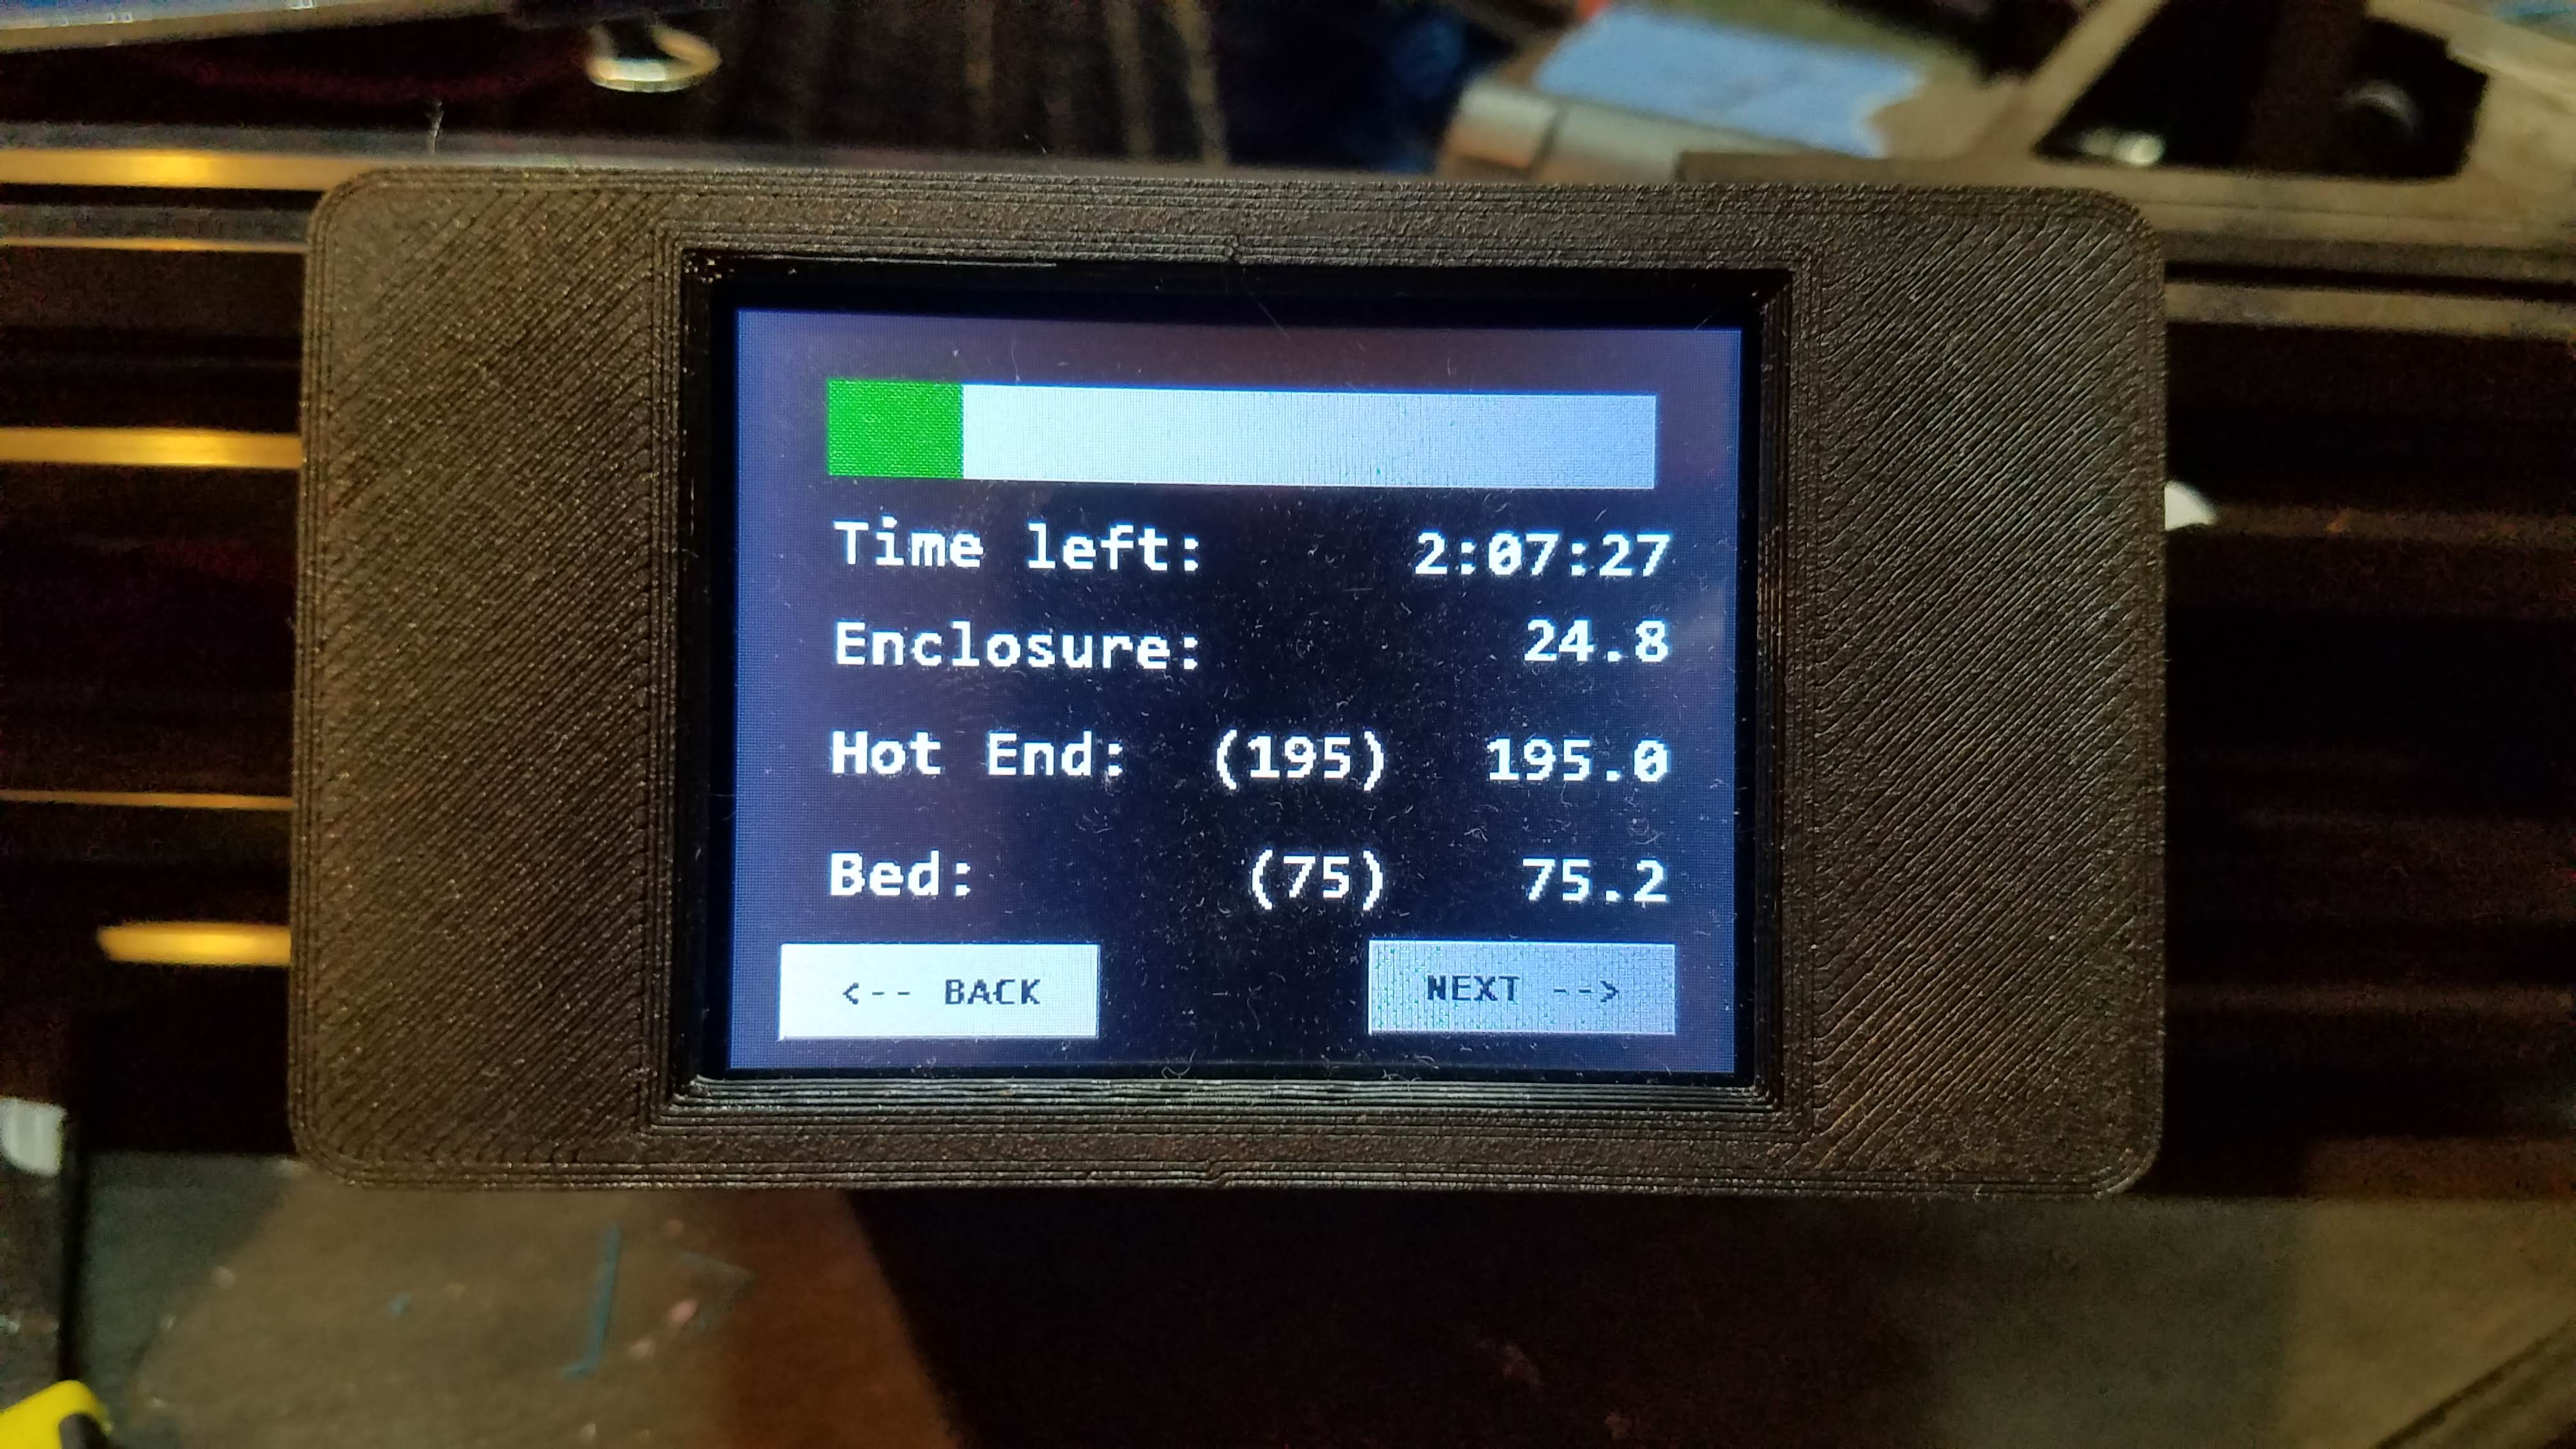 Time left: 2:07:27
Enclosure: 24.8
Hot End: (195) 195.0
Bed: (75) 75.2
<-- BACK NEXT -->